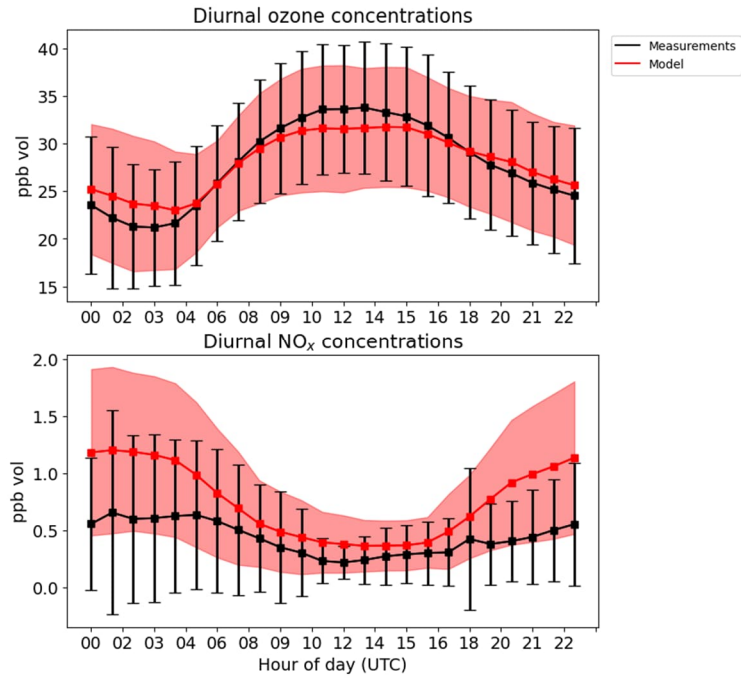 Diurnal ozone concentrations
Measurements
Model
40
35
30
25
20
15
ppb vol
00 02 03 04 06 07 08 10 12 14 15 16 18 20 21 22
Diurnal NOx concentrations
2.0
1.5
1.0
0.5
0.0
ppb vol
00 02 03 04 06 07 08 10 12 14 15 16 18 20 21 22
Hour of day (UTC)